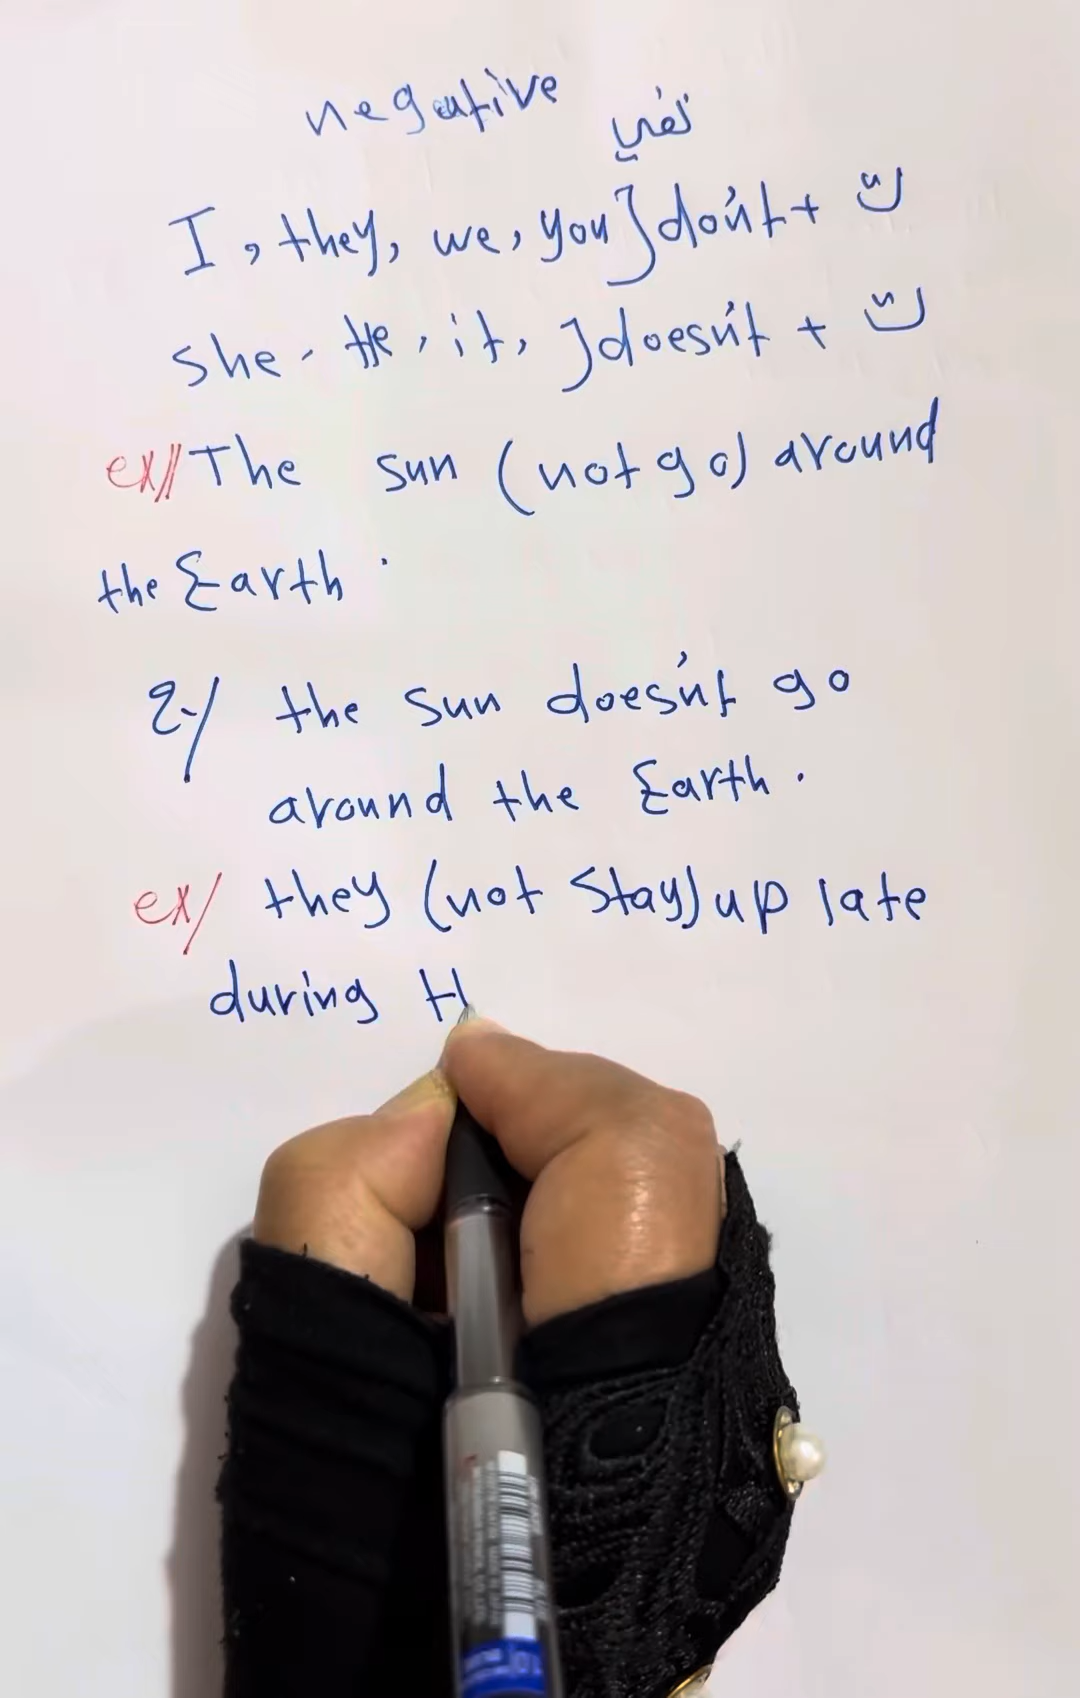 negative نفي
I, they, we, you] don't + ف
she, He, it,] doesn't + ف
ex// The sun (not go) around
the Earth.
2-/ the sun doesn't go
around the Earth.
ex/ they (not stay) up late
during